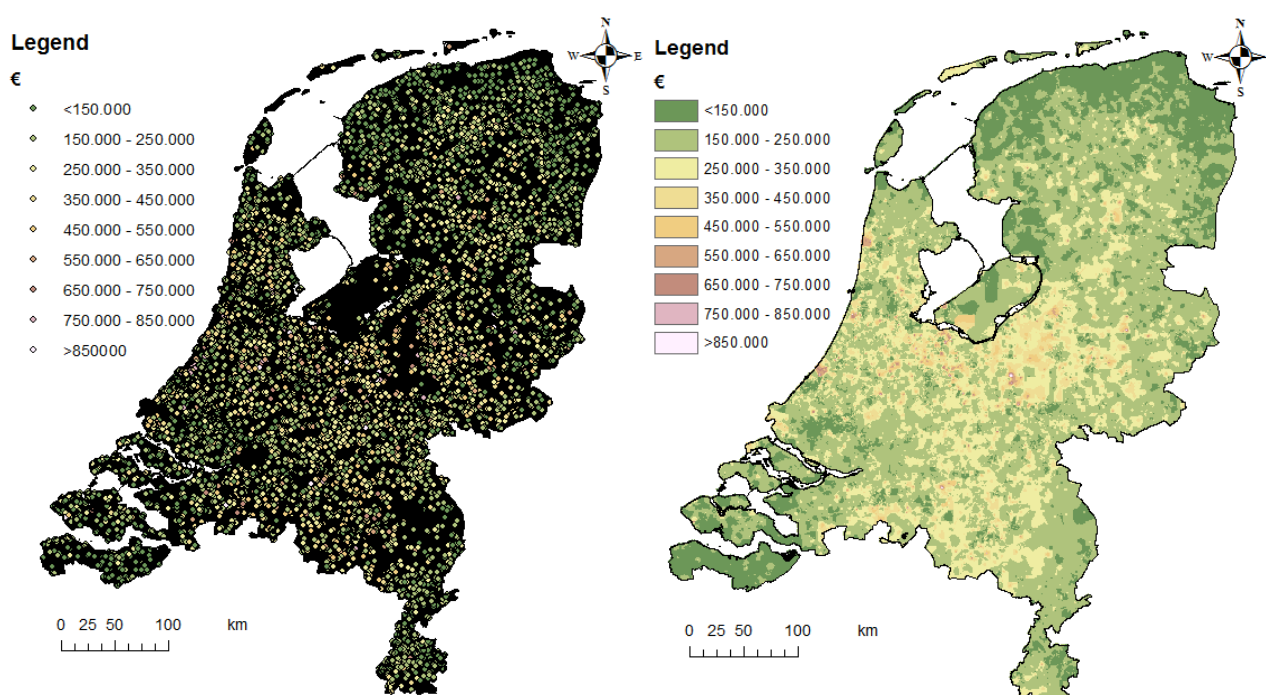 Legend
€
<150.000
150.000 - 250.000
250.000 - 350.000
350.000 - 450.000
450.000 - 550.000
550.000 - 650.000
650.000 - 750.000
750.000 - 850.000
>850000
N
W E
S
0 25 50 100 km
Legend
€
<150.000
150.000 - 250.000
250.000 - 350.000
350.000 - 450.000
450.000 - 550.000
550.000 - 650.000
650.000 - 750.000
750.000 - 850.000
>850.000
N
W E
S
0 25 50 100 km